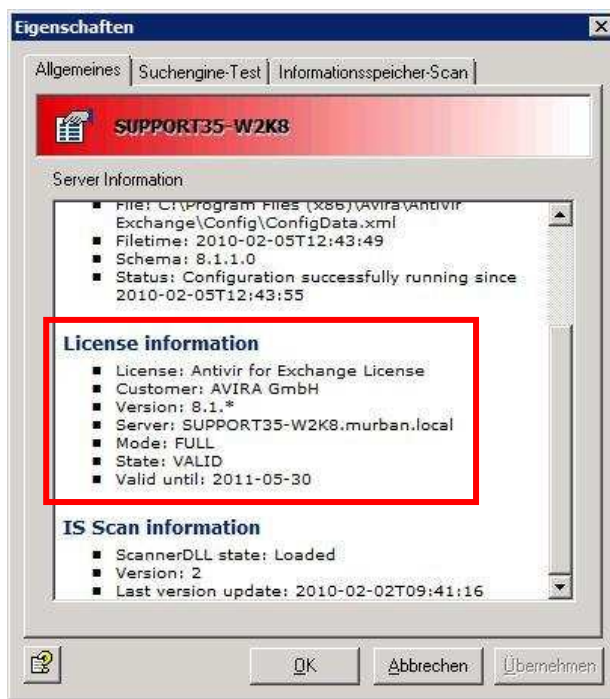 Eigenschaften
Allgemeines
Suchengine-Test
Informationsspeicher-Scan
SUPPORT35-W2K8
Server Information
File: C:\Program Files (x86)\Avira\AntiVir
Exchange\Config\ConfigData.xml
Filetime: 2010-02-05T12:43:49
Schema: 8.1.1.0
Status: Configuration successfully running since
2010-02-05T12:43:55
License information
License: Antivir for Exchange License
Customer: AVIRA GmbH
Version: 8.1.*
Server: SUPPORT35-W2K8.murban.local
Mode: FULL
State: VALID
Valid until: 2011-05-30
IS Scan information
ScannerDLL state: Loaded
Version: 2
Last version update: 2010-02-02T09:41:16
OK
Abbrechen
Übernehmen